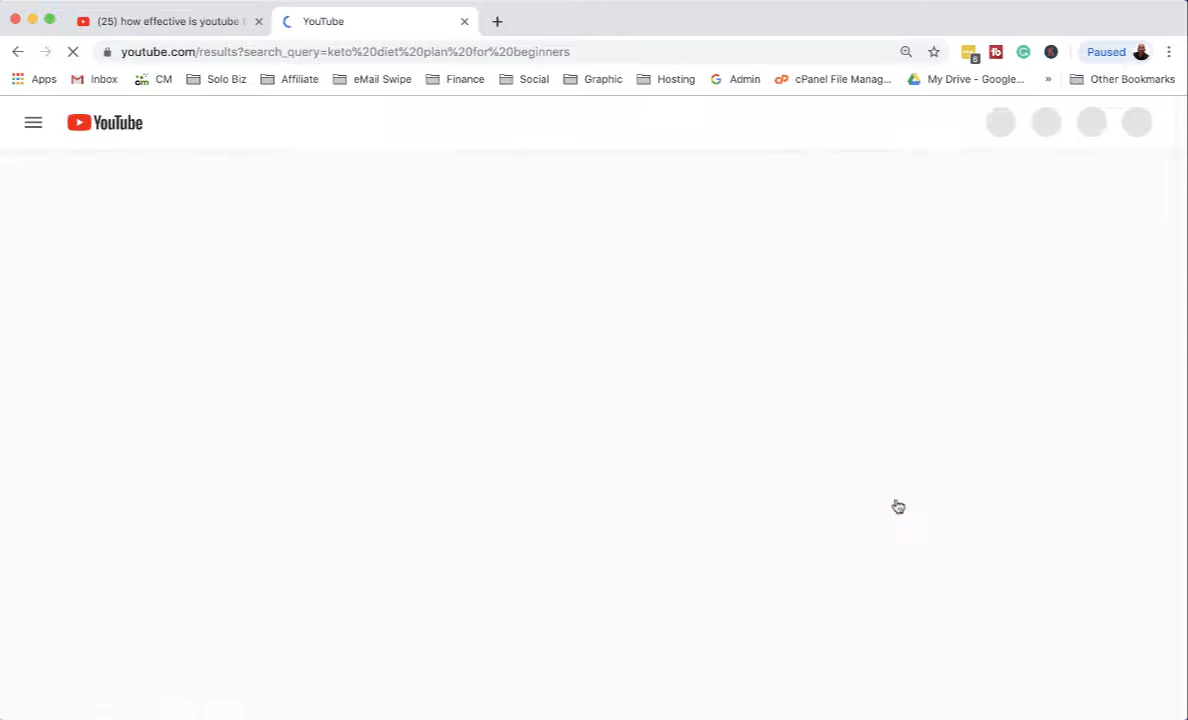 (25) how effective is youtube
YouTube
youtube.com/results?search_query=keto%20diet%20plan%20for%20beginners
6
Paused
Apps Inbox CM Solo Biz Affiliate eMail Swipe Finance Social Graphic Hosting Admin cPanel File Manag... My Drive - Google... » Other Bookmarks
YouTube